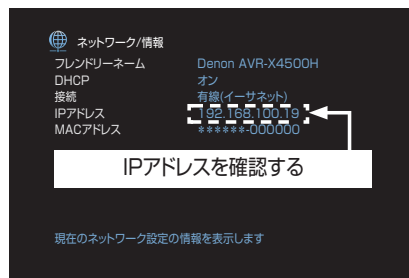 ネットワーク/情報
フレンドリーネーム Denon AVR-X4500H
DHCP オン
接続 有線(イーサネット)
IPアドレス 192.168.100.19
MACアドレス ******-000000
IPアドレスを確認する
現在のネットワーク設定の情報を表示します